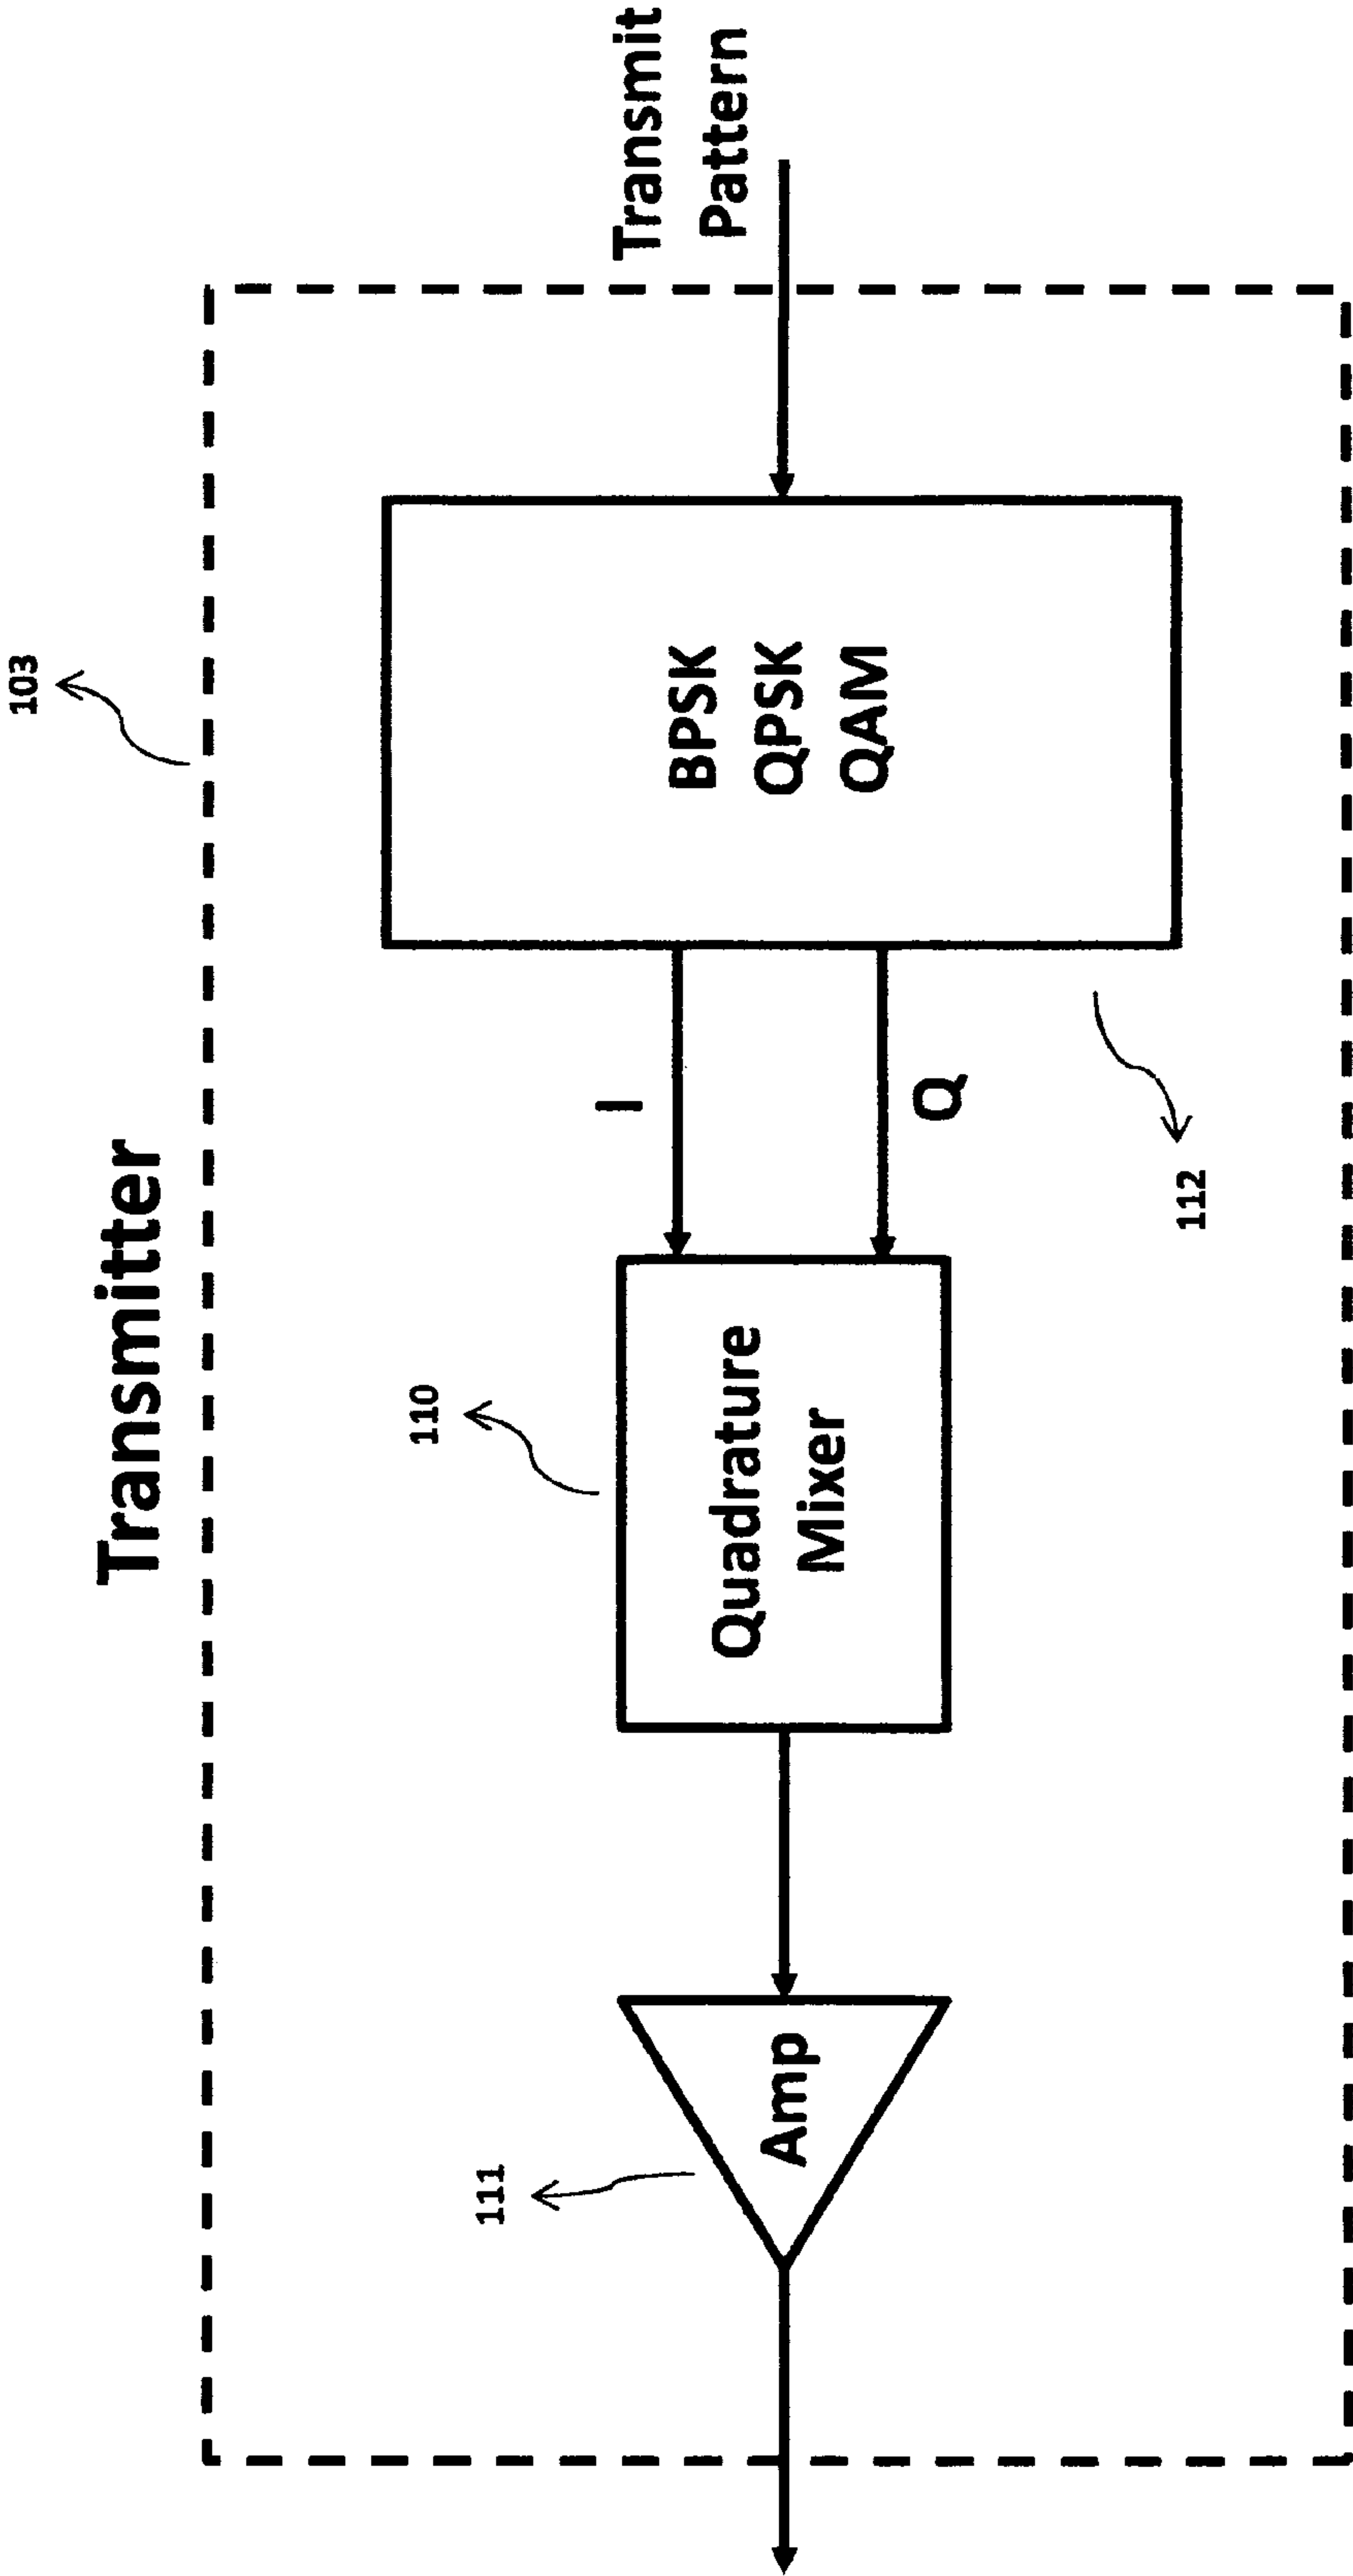 Transmitter
103
Transmit
Pattern
BPSK
QPSK
QAM
112
I
Q
110
Quadrature
Mixer
111
Amp